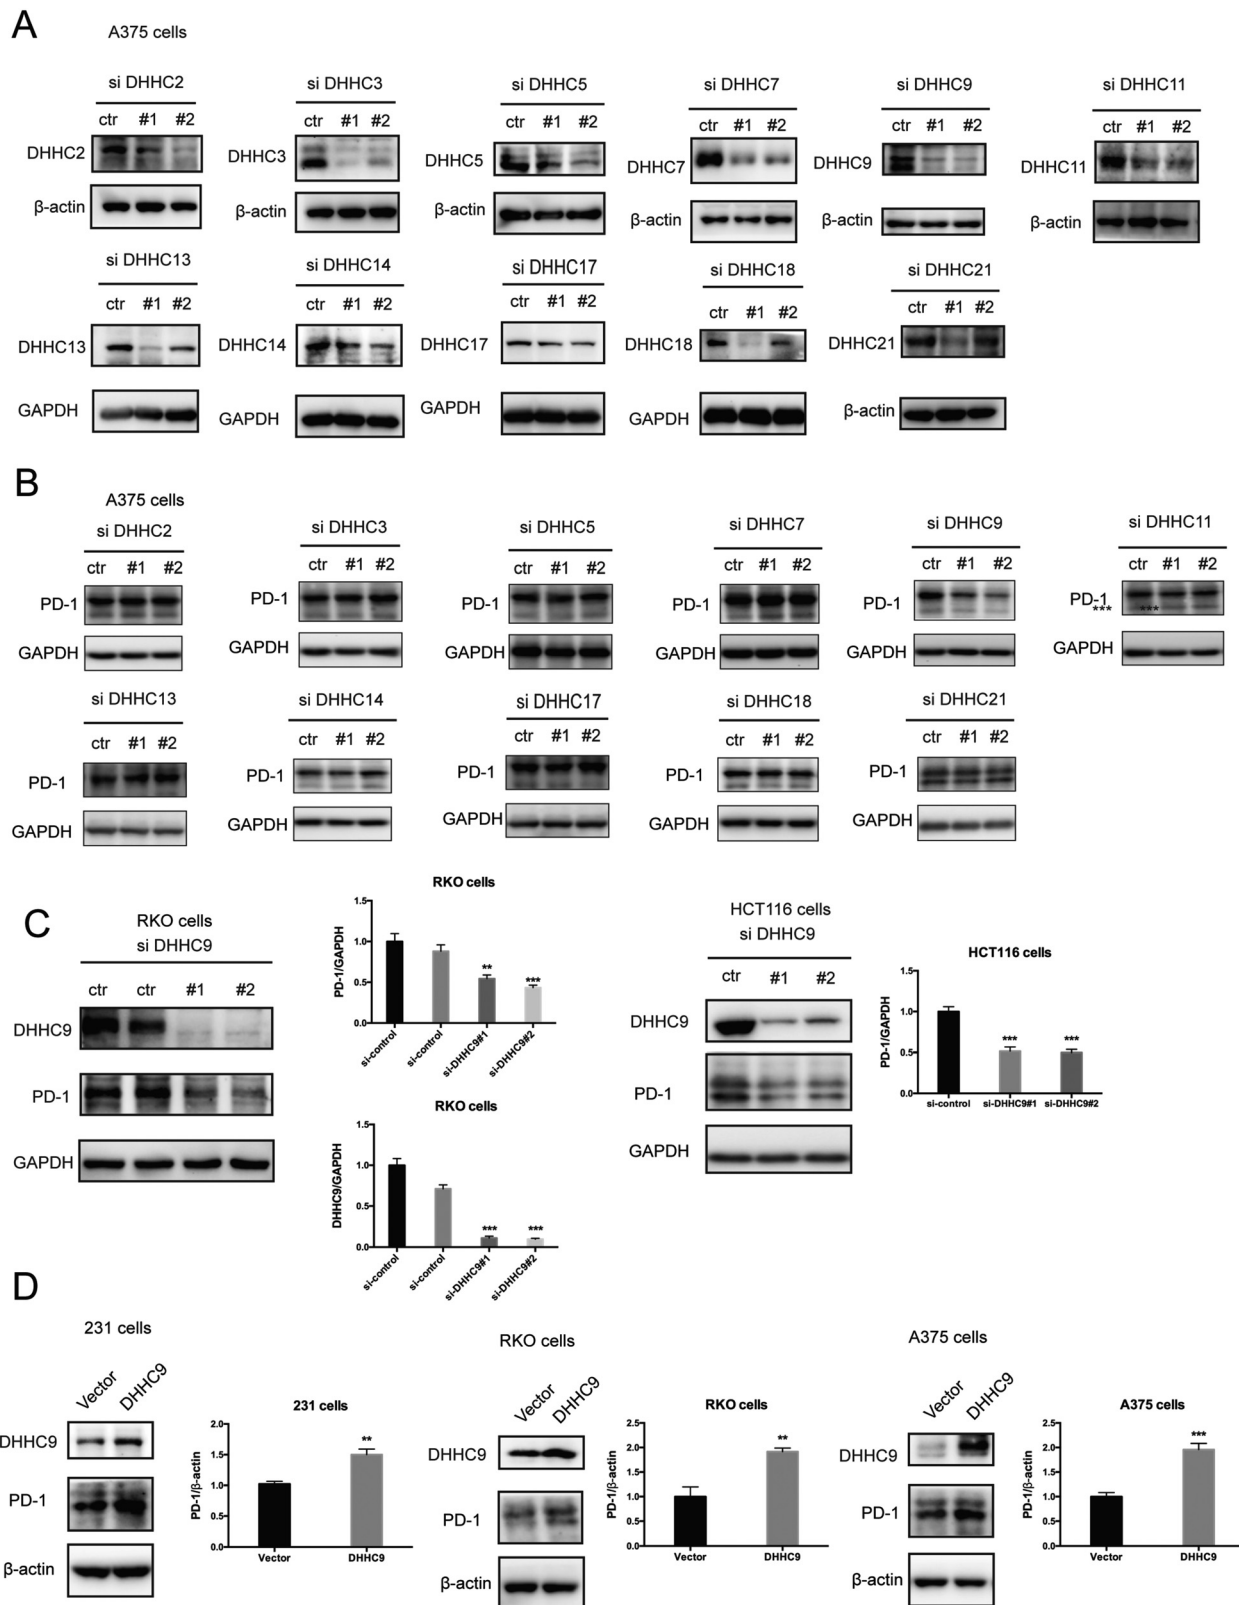 A
A375 cells
si DHHC2 si DHHC3 si DHHC5 si DHHC7 si DHHC9 si DHHC11
ctr #1 #2 ctr #1 #2 ctr #1 #2 ctr #1 #2 ctr #1 #2 ctr #1 #2
DHHC2 DHHC3 DHHC5 DHHC7 DHHC9 DHHC11
β-actin β-actin β-actin β-actin β-actin β-actin
si DHHC13 si DHHC14 si DHHC17 si DHHC18 si DHHC21
ctr #1 #2 ctr #1 #2 ctr #1 #2 ctr #1 #2 ctr #1 #2
DHHC13 DHHC14 DHHC17 DHHC18 DHHC21
GAPDH GAPDH GAPDH GAPDH β-actin
B
A375 cells
si DHHC2 si DHHC3 si DHHC5 si DHHC7 si DHHC9 si DHHC11
ctr #1 #2 ctr #1 #2 ctr #1 #2 ctr #1 #2 ctr #1 #2 ctr #1 #2
PD-1 PD-1 PD-1 PD-1 PD-1 PD-1
*** ***
GAPDH GAPDH GAPDH GAPDH GAPDH GAPDH
si DHHC13 si DHHC14 si DHHC17 si DHHC18 si DHHC21
ctr #1 #2 ctr #1 #2 ctr #1 #2 ctr #1 #2 ctr #1 #2
PD-1 PD-1 PD-1 PD-1 PD-1
GAPDH GAPDH GAPDH GAPDH GAPDH
C
RKO cells
si DHHC9
ctr ctr #1 #2
DHHC9
PD-1
GAPDH
RKO cells
PD-1/GAPDH
1.5
1.0
0.5
0.0
** ***
si-control si-control si-DHHC9#1 si-DHHC9#2
RKO cells
DHHC9/GAPDH
1.5
1.0
0.5
0.0
*** ***
si-control si-control si-DHHC9#1 si-DHHC9#2
HCT116 cells
si DHHC9
ctr #1 #2
DHHC9
PD-1
GAPDH
HCT116 cells
PD-1/GAPDH
1.5
1.0
0.5
0.0
*** ***
si-control si-DHHC9#1 si-DHHC9#2
D
231 cells
Vector DHHC9
DHHC9
PD-1
β-actin
231 cells
PD-1/β-actin
2.0
1.5
1.0
0.5
0.0
**
Vector DHHC9
RKO cells
Vector DHHC9
DHHC9
PD-1
β-actin
RKO cells
PD-1/β-actin
2.5
2.0
1.5
1.0
0.5
0.0
**
Vector DHHC9
A375 cells
Vector DHHC9
DHHC9
PD-1
β-actin
A375 cells
PD-1/β-actin
2.5
2.0
1.5
1.0
0.5
0.0
***
Vector DHHC9